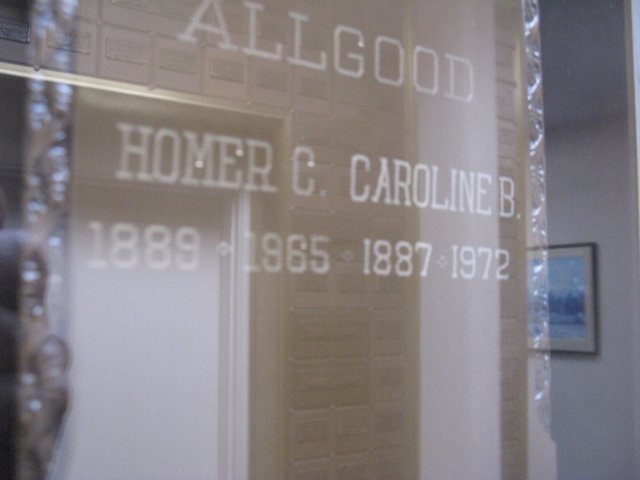 ALLGOOD
HOMER C. CAROLINE B.
1889 1965 1887 1972